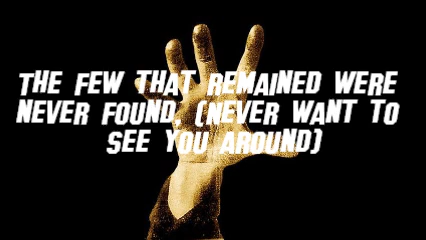 THE FEW THAT REMAINED WERE
NEVER FOUND, (NEVER WANT TO
SEE YOU AROUND)